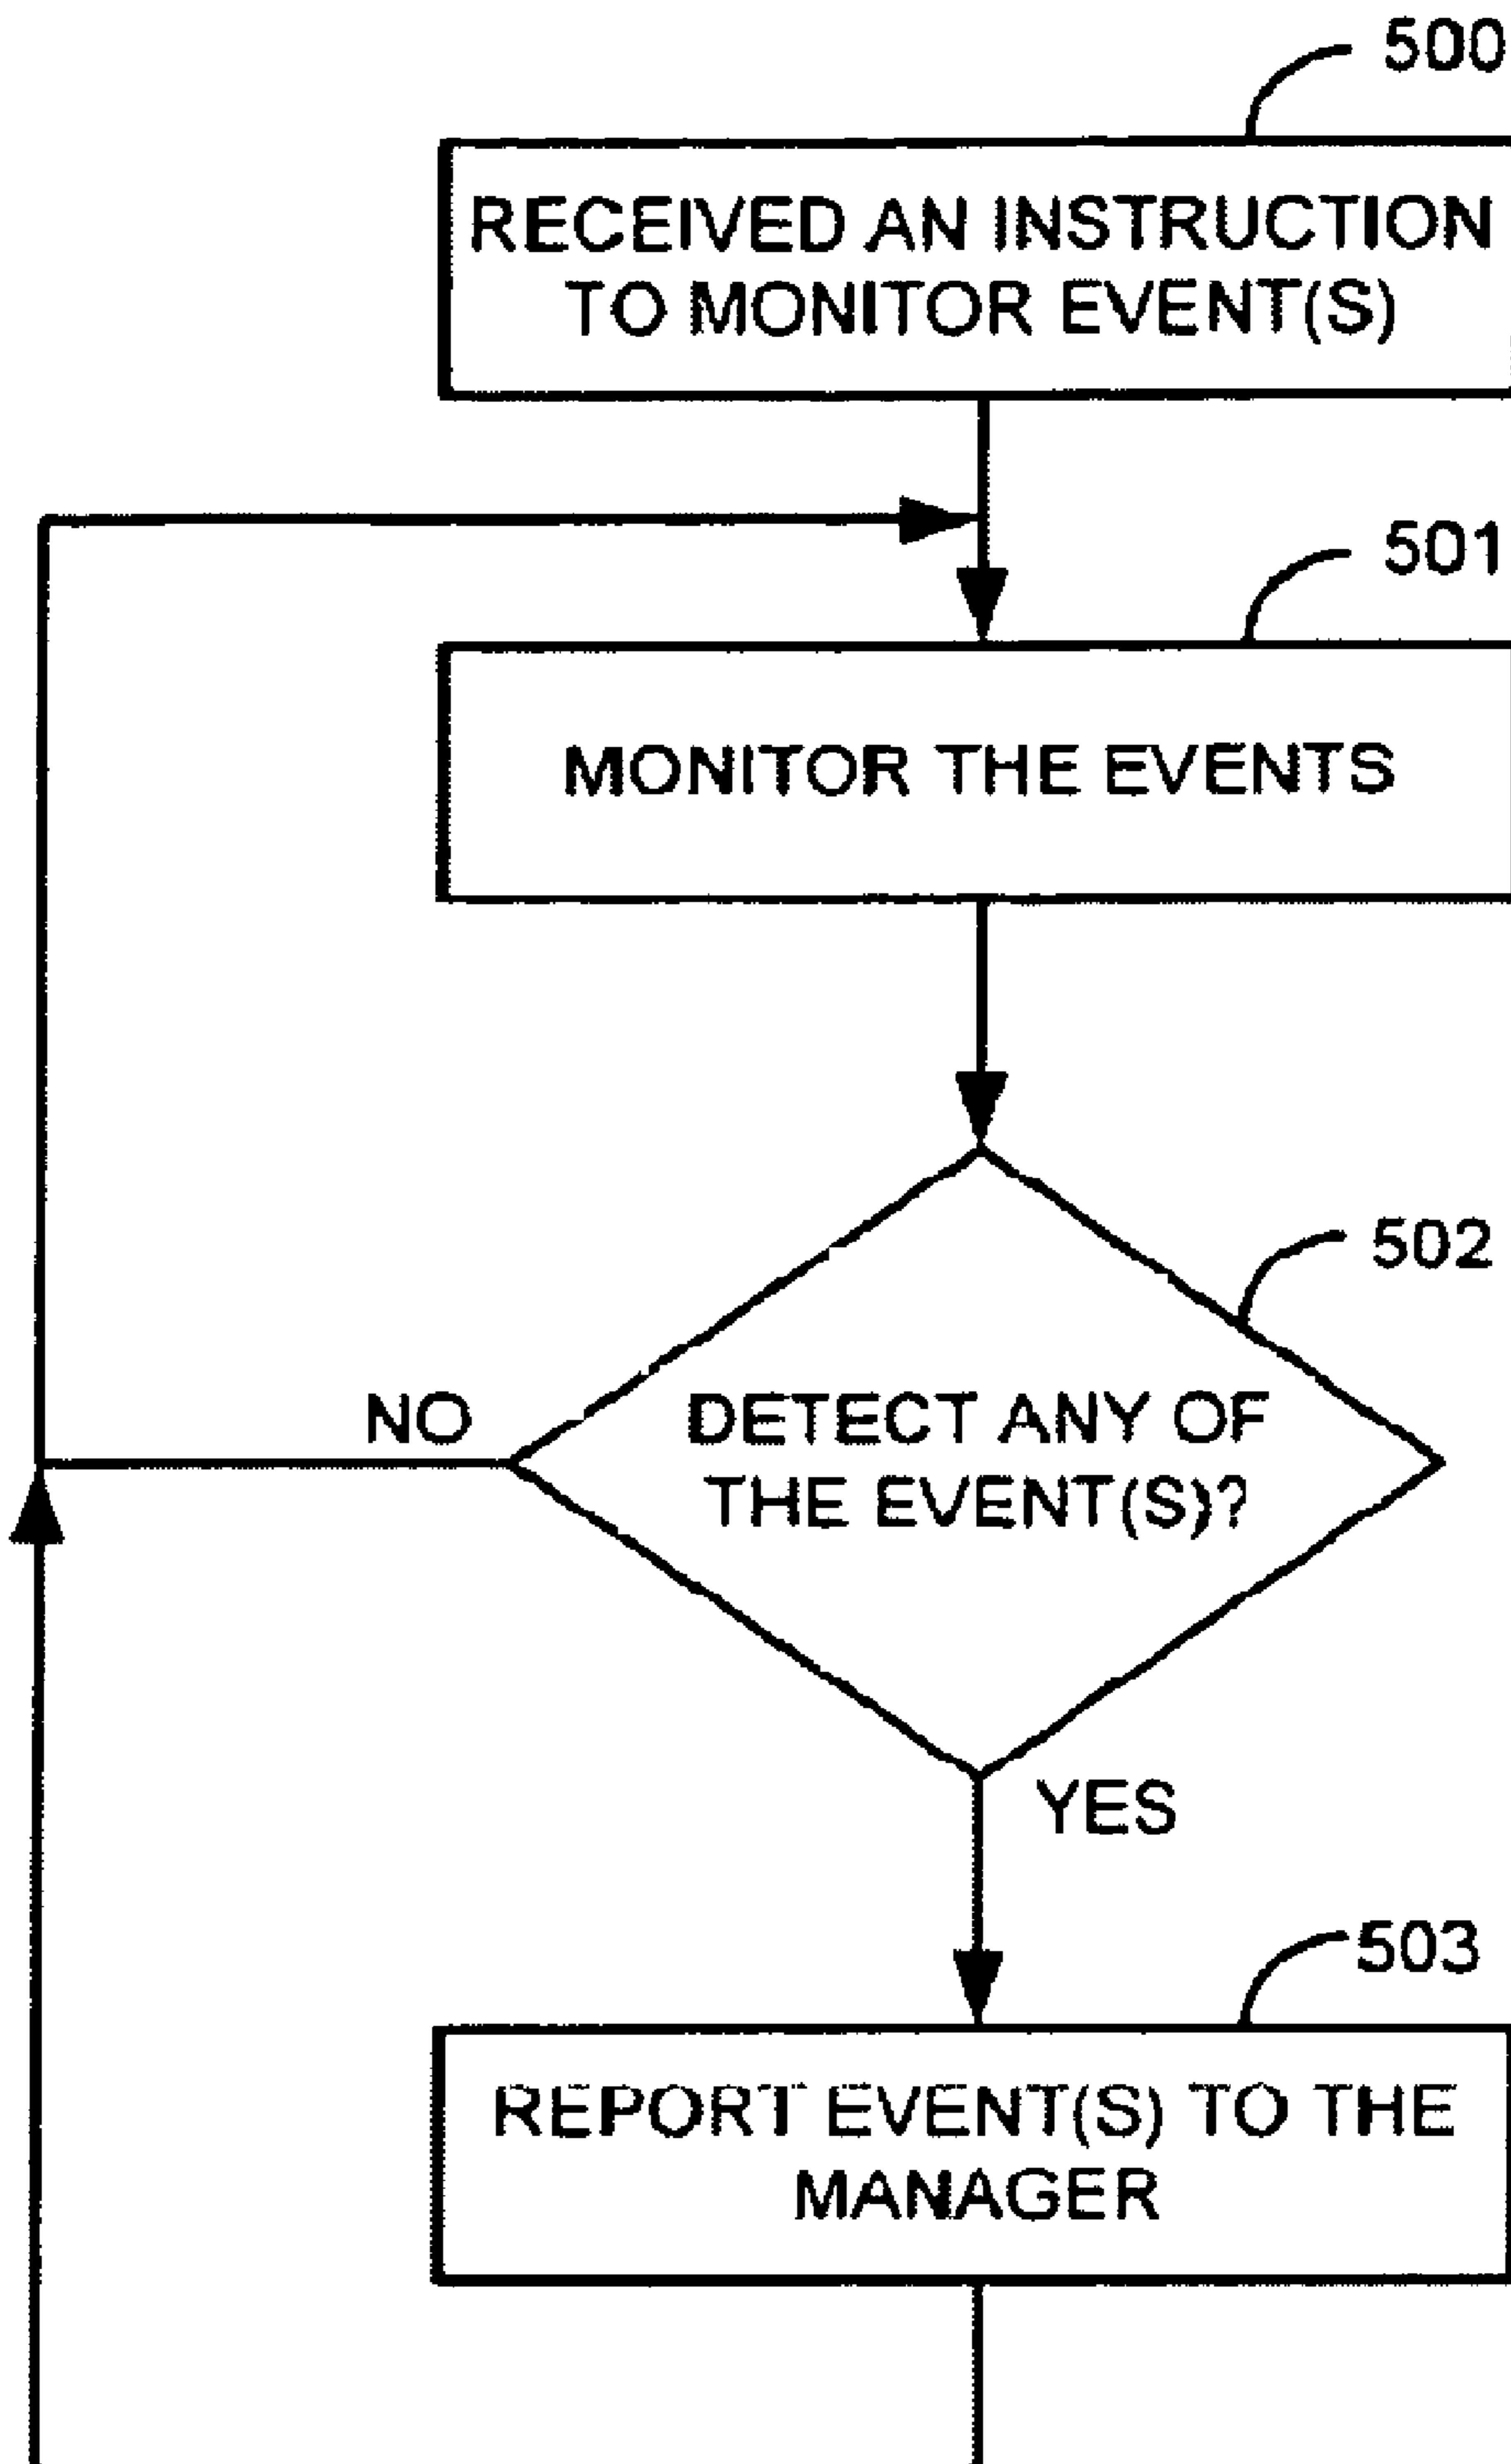 500
RECEIVED AN INSTRUCTION
TO MONITOR EVENT(S)
501
MONITOR THE EVENTS
502
NO
DETECT ANY OF
THE EVENT(S)?
YES
503
REPORT EVENT(S) TO THE
MANAGER